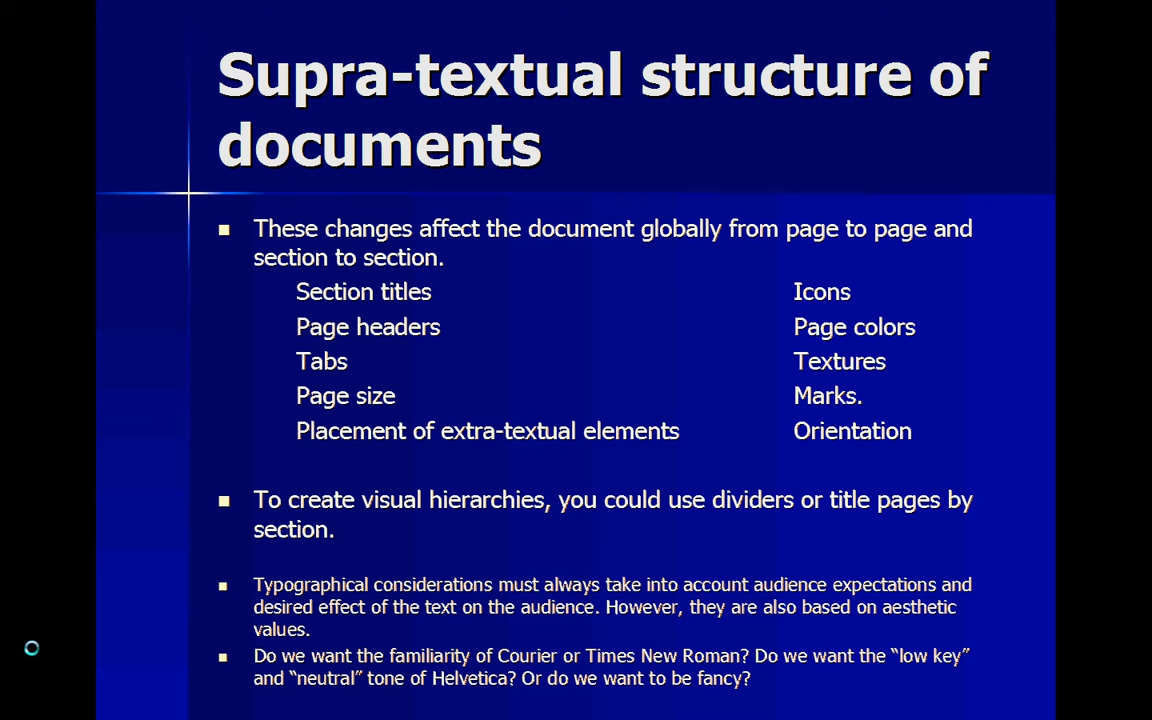 Supra-textual structure of
documents
These changes affect the document globally from page to page and
section to section.
Section titles Icons
Page headers Page colors
Tabs Textures
Page size Marks.
Placement of extra-textual elements Orientation
To create visual hierarchies, you could use dividers or title pages by
section.
Typographical considerations must always take into account audience expectations and
desired effect of the text on the audience. However, they are also based on aesthetic
values.
Do we want the familiarity of Courier or Times New Roman? Do we want the “low key”
and “neutral” tone of Helvetica? Or do we want to be fancy?